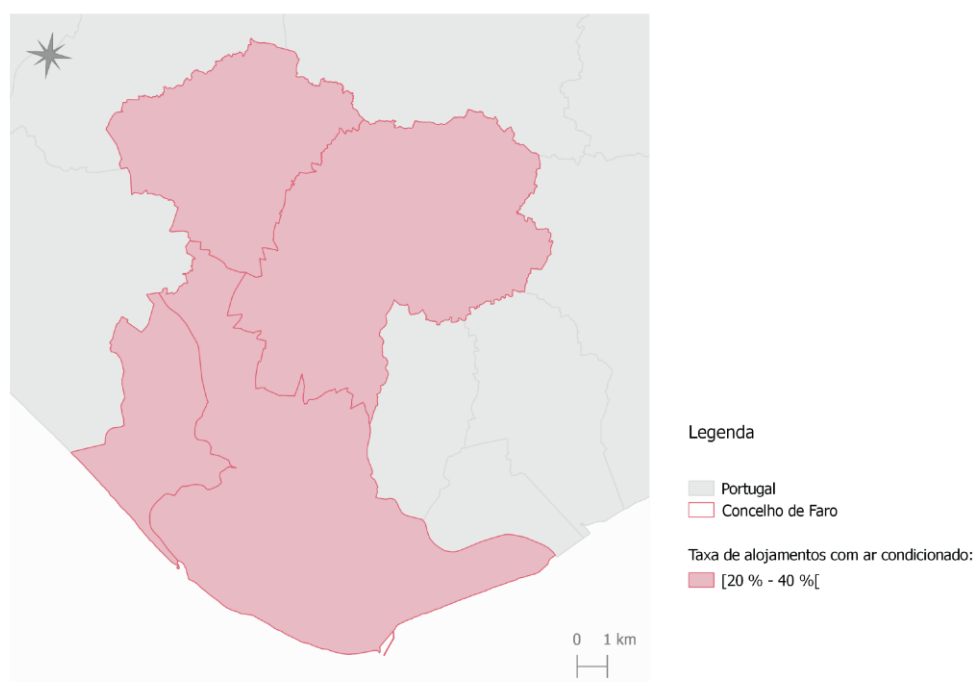 Legenda
Portugal
Concelho de Faro
Taxa de alojamentos com ar condicionado:
[20 % - 40 %[
0 1 km